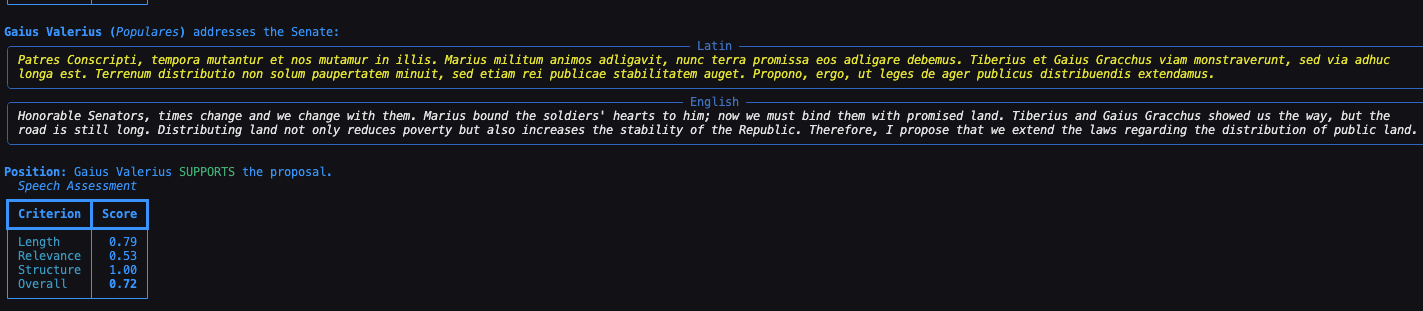 Gaius Valerius (Populares) addresses the Senate:
Latin
Patres Conscripti, tempora mutantur et nos mutamur in illis. Marius militum animos adligavit, nunc terra promissa eos adligare debemus. Tiberius et Gaius Gracchus viam monstraverunt, sed via adhuc
longa est. Terrenum distributio non solum paupertatem minuit, sed etiam rei publicae stabilitatem auget. Propono, ergo, ut leges de ager publicus distribuendis extendamus.
English
Honorable Senators, times change and we change with them. Marius bound the soldiers' hearts to him; now we must bind them with promised land. Tiberius and Gaius Gracchus showed us the way, but the
road is still long. Distributing land not only reduces poverty but also increases the stability of the Republic. Therefore, I propose that we extend the laws regarding the distribution of public land.
Position: Gaius Valerius SUPPORTS the proposal.
Speech Assessment
Criterion Score
Length 0.79
Relevance 0.53
Structure 1.00
Overall 0.72